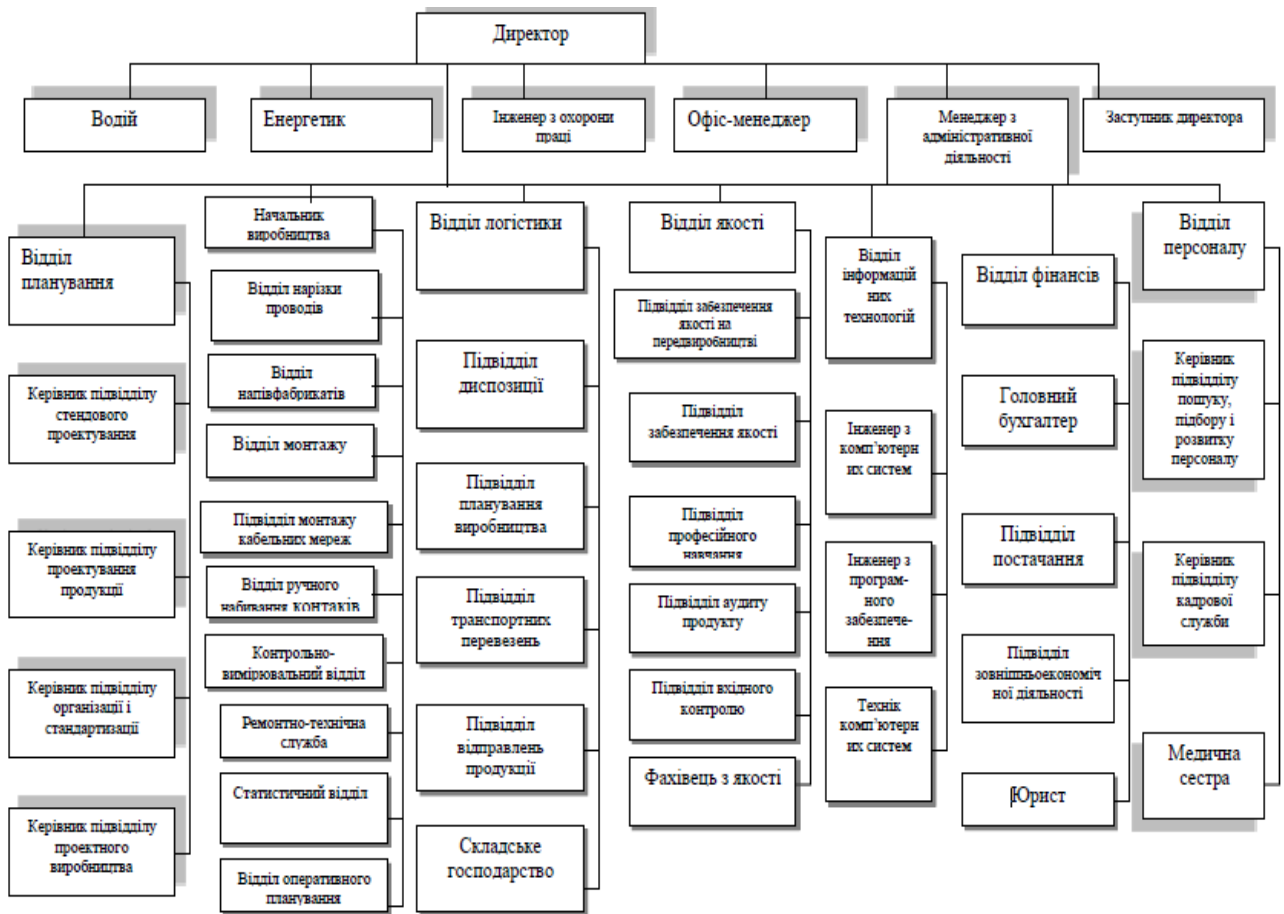 Директор
Водій
Енергетик
Інженер з охорони
праці
Офіс-менеджер
Менеджер з
адміністративної
діяльності
Заступник директора
Відділ
планування
Керівник підвідділу
стендового
проектування
Керівник підвідділу
проектування
продукції
Керівник підвідділу
організації і
стандартизації
Керівник підвідділу
проектного
виробництва
Начальник
виробництва
Відділ нарізки
проводів
Відділ
напівфабрикатів
Відділ монтажу
Підвідділ монтажу
кабельних мереж
Відділ ручного
набивання контаків
Контрольно-
вимірювальний відділ
Ремонтно-технічна
служба
Статистичний відділ
Відділ оперативного
планування
Відділ логістики
Підвідділ
диспозиції
Підвідділ
планування
виробництва
Підвідділ
транспортних
перевезень
Підвідділ
відправлень
продукції
Складське
господарство
Відділ якості
Підвідділ забезпечення
якості на
передвиробництві
Підвідділ
забезпечення якості
Підвідділ
професійного
навчання
Підвідділ аудиту
продукту
Підвідділ вхідного
контролю
Фахівець з якості
Відділ
інформацій
них
технологій
Інженер з
комп’ютерн
их систем
Інженер з
програм-
ного
забезпече-
ння
Технік
комп’ютерн
их систем
Відділ фінансів
Головний
бухгалтер
Підвідділ
постачання
Підвідділ
зовнішньоекономіч
ної діяльності
Юрист
Відділ
персоналу
Керівник
підвідділу
пошуку,
підбору і
розвитку
персоналу
Керівник
підвідділу
кадрової
служби
Медична
сестра